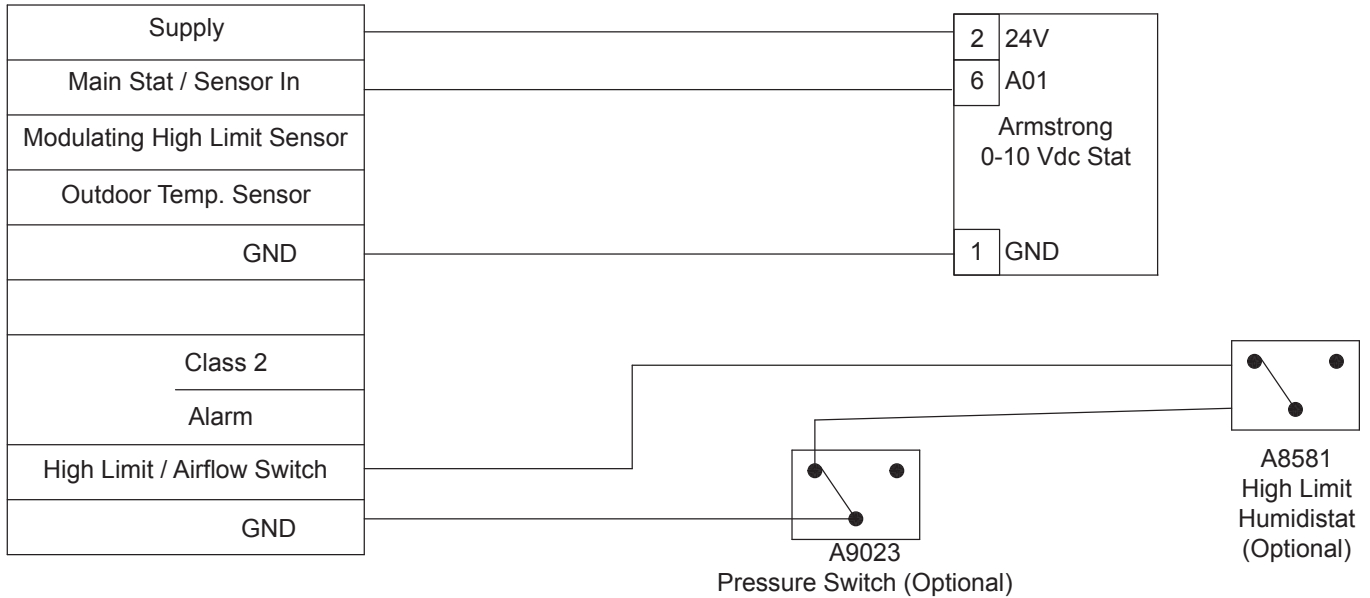 Supply
Main Stat / Sensor In
Modulating High Limit Sensor
Outdoor Temp. Sensor
GND
Class 2
Alarm
High Limit / Airflow Switch
GND
2 24V
6 A01
Armstrong
0-10 Vdc Stat
1 GND
A9023
Pressure Switch (Optional)
A8581
High Limit
Humidistat
(Optional)